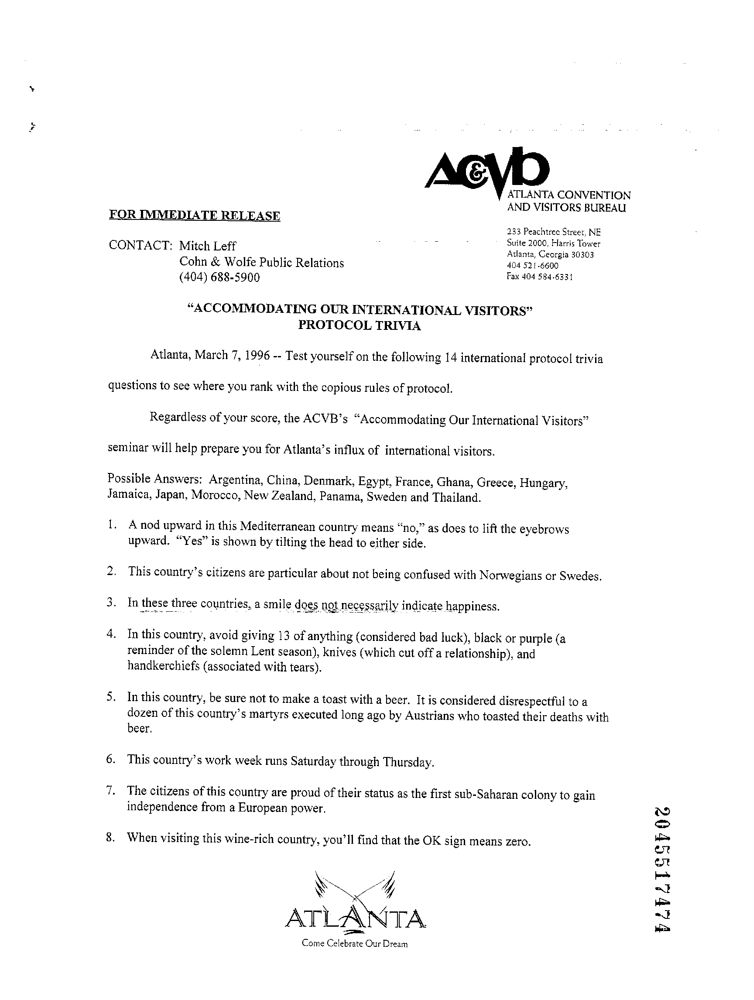 AC&VB
ATLANTA CONVENTION
AND VISITORS BUREAU
FOR IMMEDIATE RELEASE
233 Peachtree Street, NE
Suite 2000, Harris Tower
Atlanta, Georgia 30303
404 521-6600
Fax 404 584-6331
CONTACT: Mitch Leff
Cohn & Wolfe Public Relations
(404) 688-5900
"ACCOMMODATING OUR INTERNATIONAL VISITORS"
PROTOCOL TRIVIA
Atlanta, March 7, 1996 -- Test yourself on the following 14 international protocol trivia
questions to see where you rank with the copious rules of protocol.
Regardless of your score, the ACVB's "Accommodating Our International Visitors"
seminar will help prepare you for Atlanta's influx of international visitors.
Possible Answers: Argentina, China, Denmark, Egypt, France, Ghana, Greece, Hungary,
Jamaica, Japan, Morocco, New Zealand, Panama, Sweden and Thailand.
1. A nod upward in this Mediterranean country means "no," as does to lift the eyebrows
upward. "Yes" is shown by tilting the head to either side.
2. This country's citizens are particular about not being confused with Norwegians or Swedes.
3. In these three countries, a smile does not necessarily indicate happiness.
4. In this country, avoid giving 13 of anything (considered bad luck), black or purple (a
reminder of the solemn Lent season), knives (which cut off a relationship), and
handkerchiefs (associated with tears).
5. In this country, be sure not to make a toast with a beer. It is considered disrespectful to a
dozen of this country's martyrs executed long ago by Austrians who toasted their deaths with
beer.
6. This country's work week runs Saturday through Thursday.
7. The citizens of this country are proud of their status as the first sub-Saharan colony to gain
independence from a European power.
8. When visiting this wine-rich country, you'll find that the OK sign means zero.
ATLANTA
Come Celebrate Our Dream
2045517474